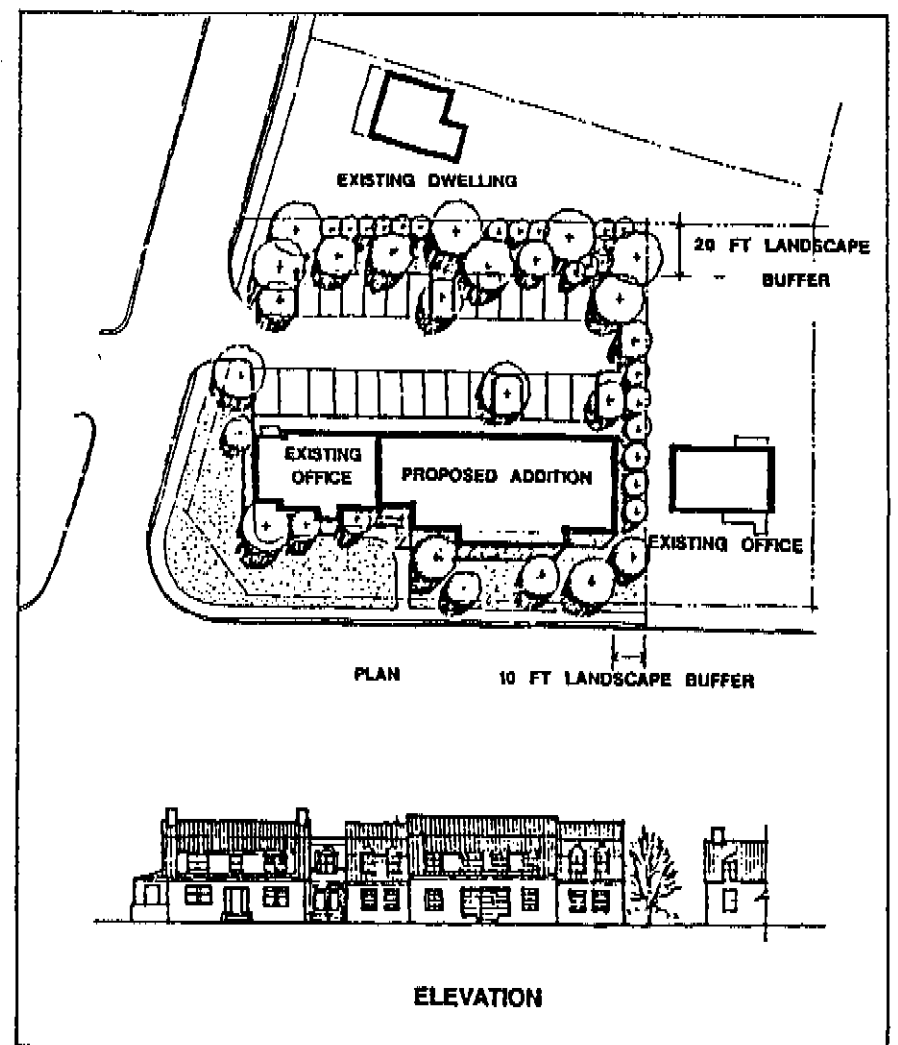 EXISTING DWELLING
20 FT LANDSCAPE
BUFFER
EXISTING
OFFICE
PROPOSED ADDITION
EXISTING OFFICE
PLAN
10 FT LANDSCAPE BUFFER
ELEVATION